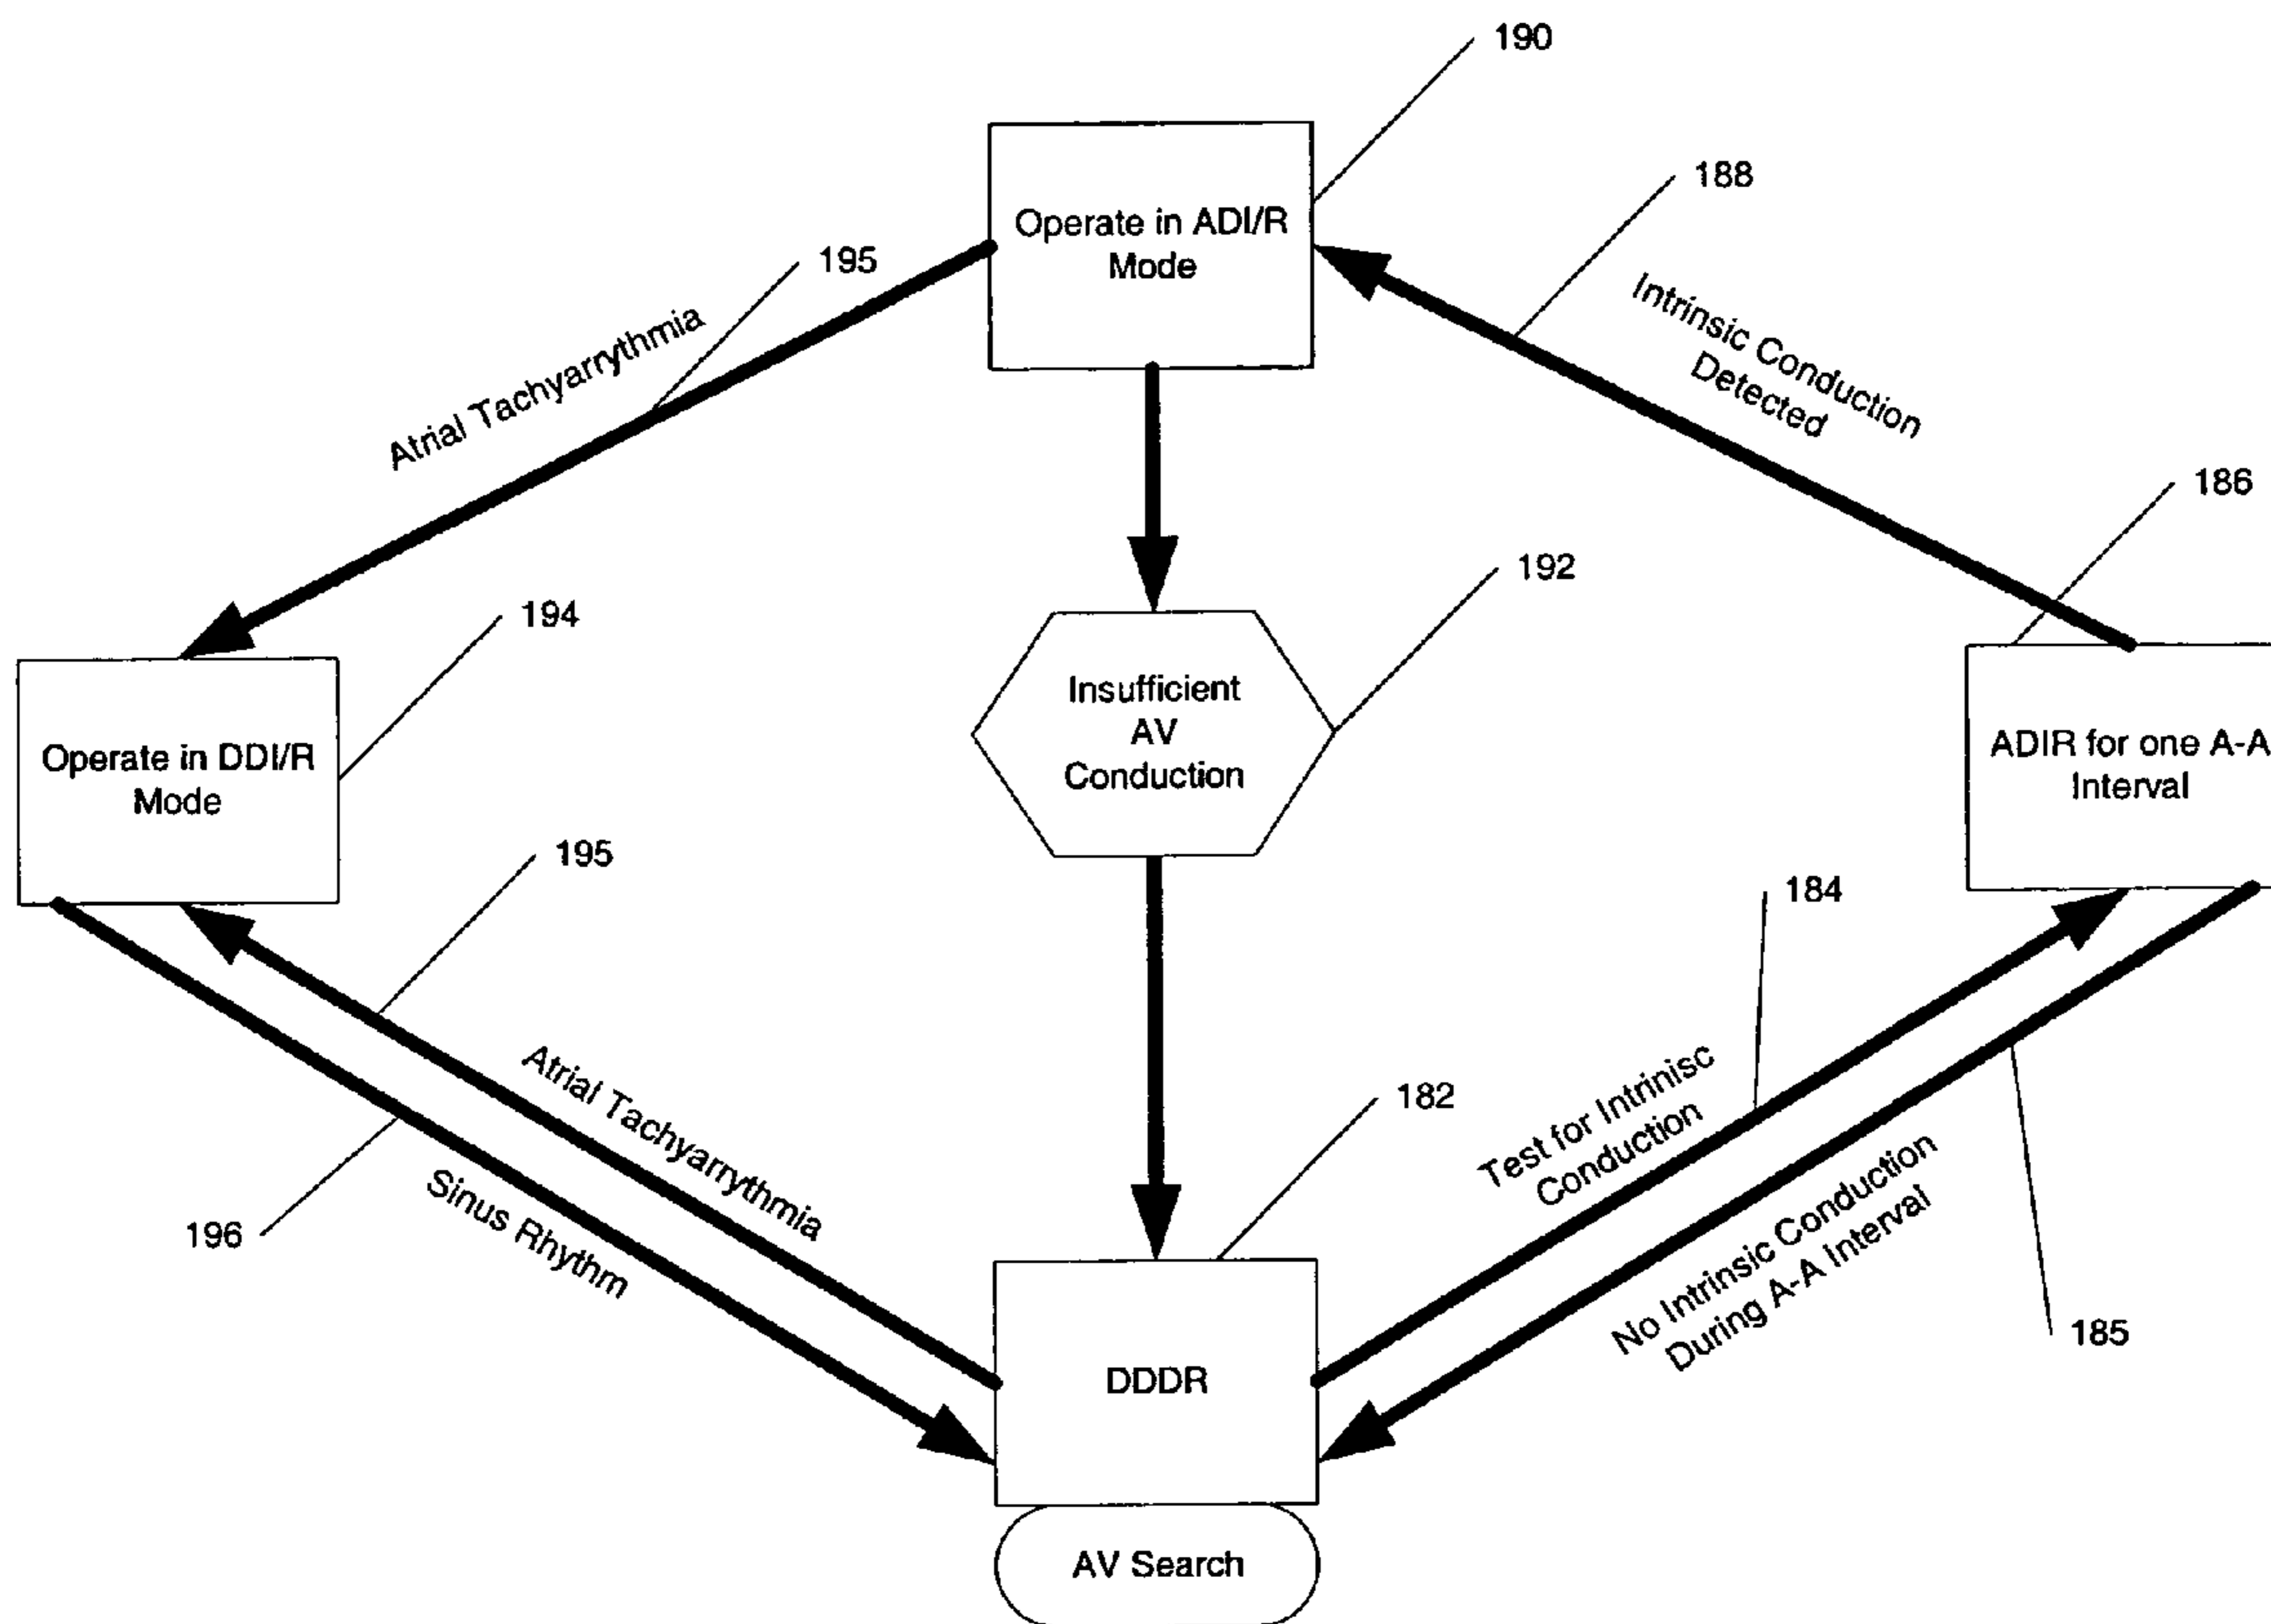 190
Operate in ADI/R
Mode
188
195
Atrial Tachyarrythmia
Intrinsic Conduction
Detected
186
192
194
Insufficient
AV
Conduction
Operate in DDI/R
Mode
ADIR for one A-A
Interval
195
184
Atrial Tachyarrythmia
Test for Intrinisc
Conduction
182
196
Sinus Rhythm
No Intrinsic Conduction
During A-A Interval
185
DDDR
AV Search